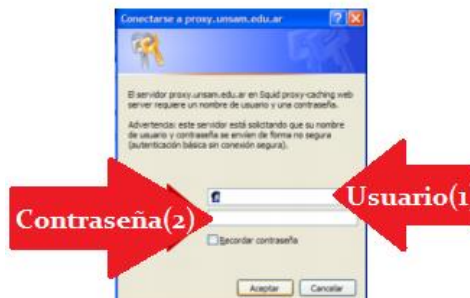 Conectarse a proxy.unsam.edu.ar
El servidor proxy.unsam.edu.ar en Squid proxy-caching web
server requiere un nombre de usuario y una contraseña.
Advertencia: este servidor está solicitando que su nombre
de usuario y contraseña se envíen de forma no segura
(autenticación básica sin conexión segura).
Usuario(1
Contraseña(2)
Recordar contraseña
Aceptar Cancelar